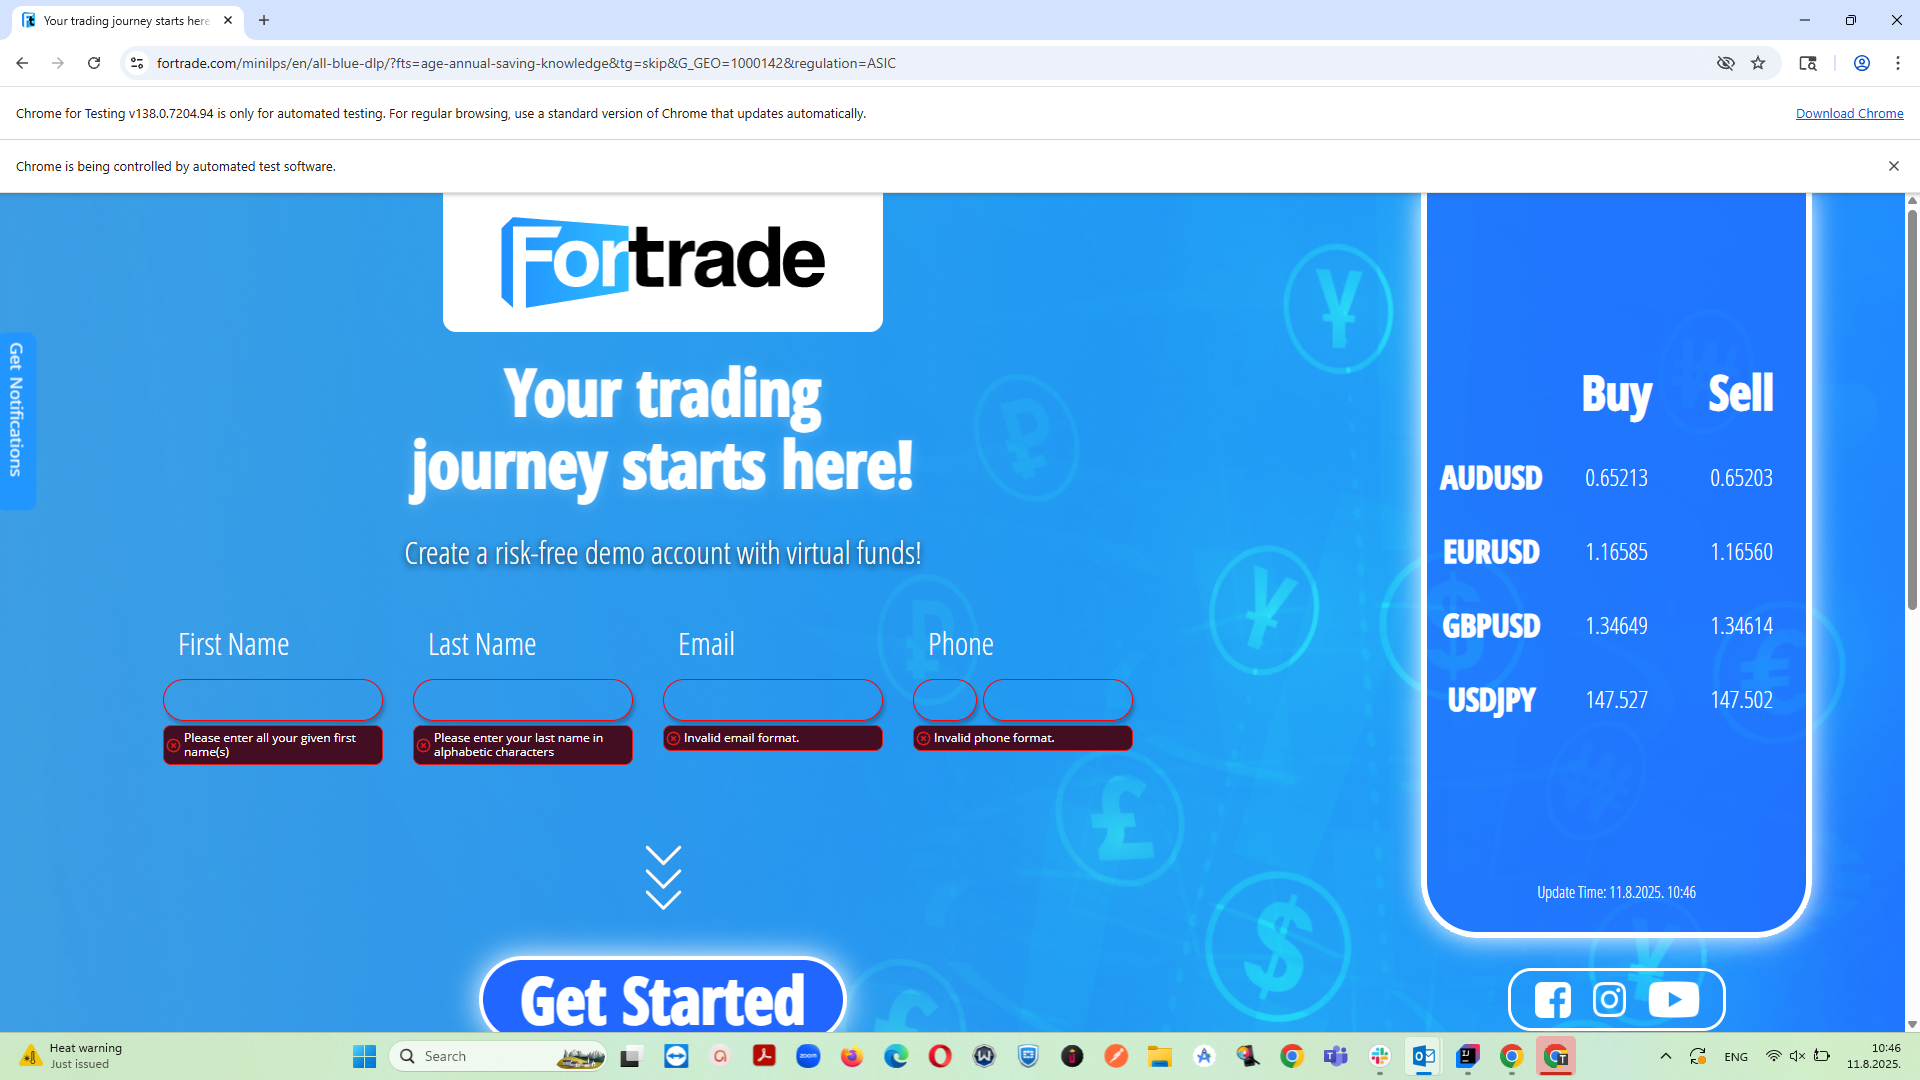 Your trading journey starts here
fortrade.com/minilps/en/all-blue-dlp/?fts=age-annual-saving-knowledge&tg=skip&G_GEO=1000142&regulation=ASIC
Chrome for Testing v138.0.7204.94 is only for automated testing. For regular browsing, use a standard version of Chrome that updates automatically.
Download Chrome
Chrome is being controlled by automated test software.
Fortrade
Get Notifications
Your trading
journey starts here!
Create a risk-free demo account with virtual funds!
First Name
Last Name
Email
Phone
Please enter all your given first
name(s)
Please enter your last name in
alphabetic characters
Invalid email format.
Invalid phone format.
Get Started
Buy Sell
AUDUSD 0.65213 0.65203
EURUSD 1.16585 1.16560
GBPUSD 1.34649 1.34614
USDJPY 147.527 147.502
Update Time: 11.8.2025. 10:46
Heat warning
Just issued
Search
zoom
ENG
10:46
11.8.2025.